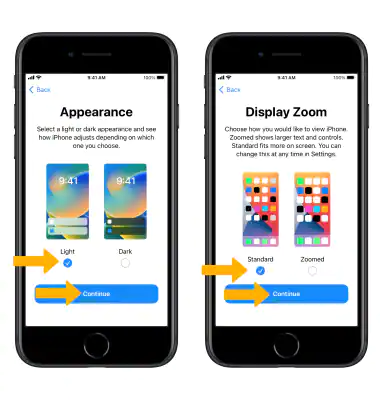 9:41 AM
100%
Back
Appearance
Select a light or dark appearance and see
how iPhone adjusts depending on which
one you choose.
9:41
9:41
Light
Dark
Continue
9:41 AM
100%
Back
Display Zoom
Choose how you would like to view iPhone.
Zoomed shows larger text and controls.
Standard fits more on screen. You can
change this at any time in Settings.
Standard
Zoomed
Continue